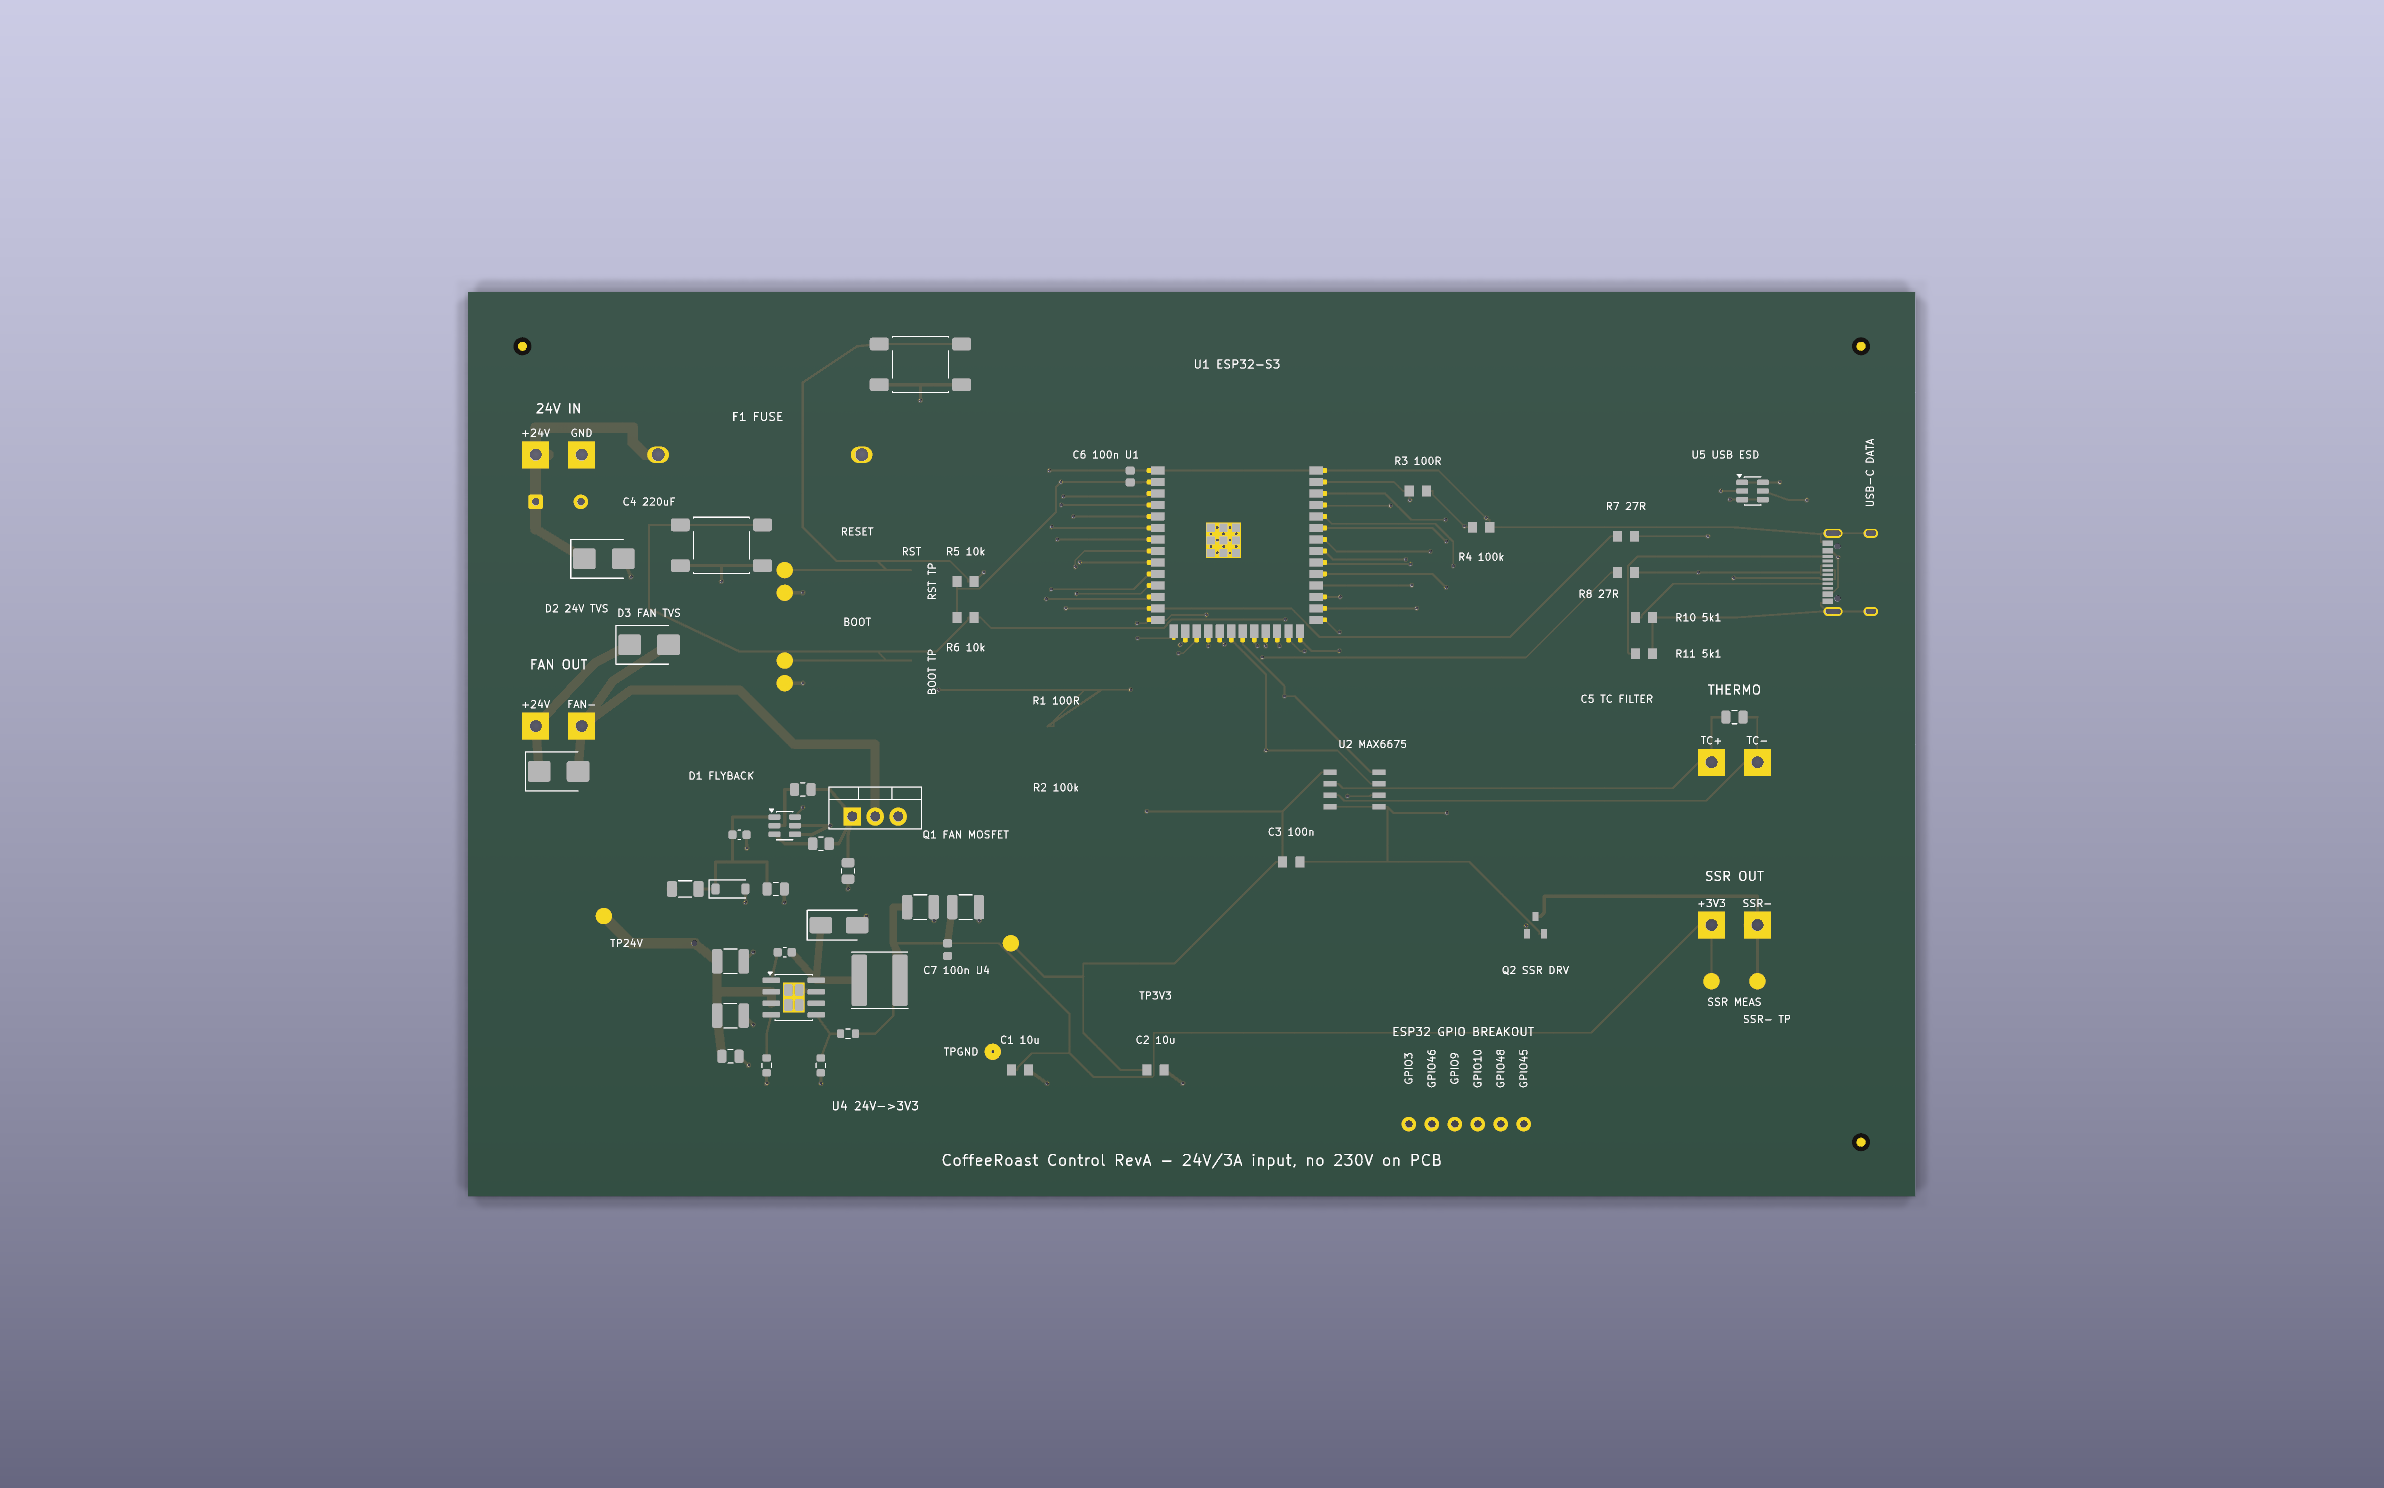 U1 ESP32-S3
24V IN
F1 FUSE
+24V
GND
C6 100n U1
R3 100R
U5 USB ESD
USB-C DATA
C4 220uF
R7 27R
RESET
RST
R5 10k
R4 100k
RST TP
D2 24V TVS
D3 FAN TVS
R8 27R
BOOT
R10 5k1
R6 10k
R11 5k1
FAN OUT
BOOT TP
THERMO
R1 100R
C5 TC FILTER
+24V
FAN-
TC+
TC-
U2 MAX6675
D1 FLYBACK
R2 100k
Q1 FAN MOSFET
C3 100n
SSR OUT
+3V3
SSR-
TP24V
C7 100n U4
Q2 SSR DRV
TP3V3
SSR MEAS
SSR- TP
ESP32 GPIO BREAKOUT
TPGND
C1 10u
C2 10u
GPIO3
GPIO46
GPIO9
GPIO10
GPIO48
GPIO45
U4 24V->3V3
CoffeeRoast Control RevA - 24V/3A input, no 230V on PCB